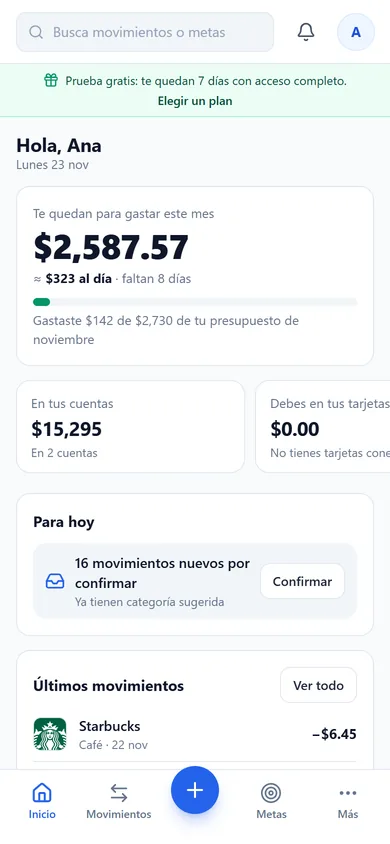 Busca movimientos o metas
A
Prueba gratis: te quedan 7 días con acceso completo.
Elegir un plan
Hola, Ana
Lunes 23 nov
Te quedan para gastar este mes
$2,587.57
≈ $323 al día · faltan 8 días
Gastaste $142 de $2,730 de tu presupuesto de
noviembre
En tus cuentas
$15,295
En 2 cuentas
Debes en tus tarjetas
$0.00
No tienes tarjetas cone
Para hoy
16 movimientos nuevos por
confirmar
Ya tienen categoría sugerida
Confirmar
Últimos movimientos
Ver todo
Starbucks
Café · 22 nov
−$6.45
Inicio
Movimientos
Metas
Más